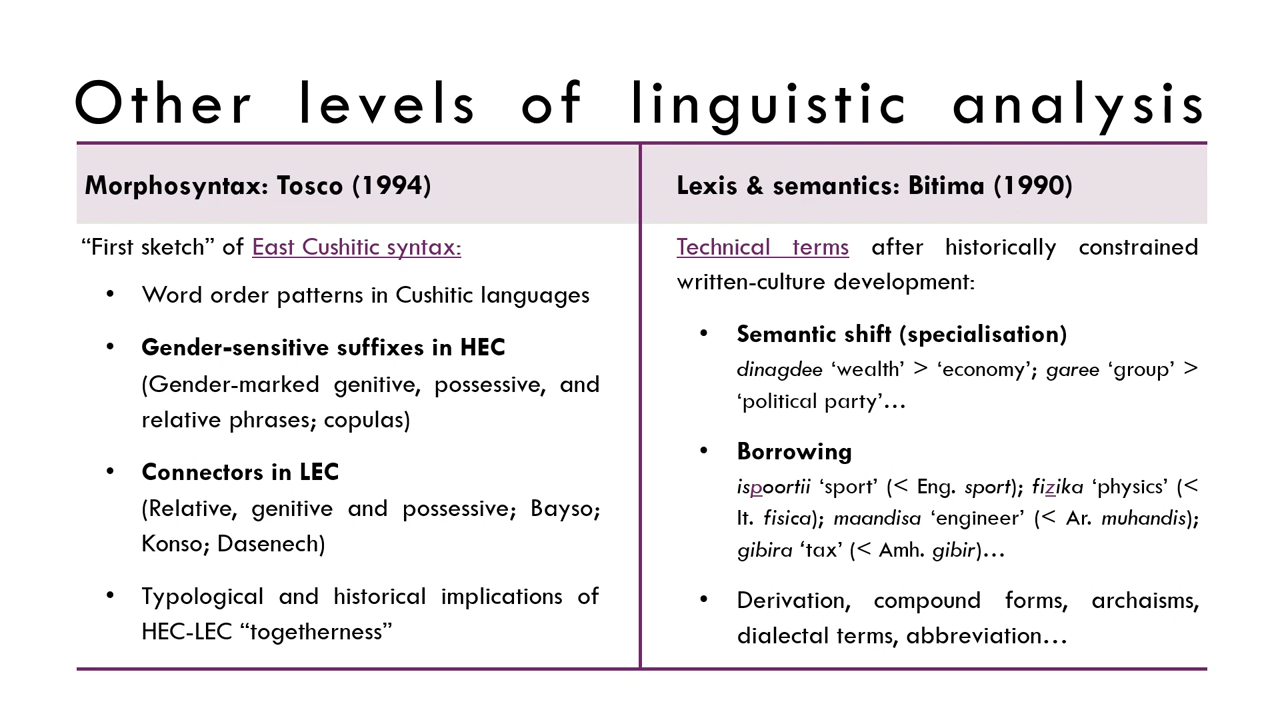 Other levels of linguistic analysis
Morphosyntax: Tosco (1994)
“First sketch” of East Cushitic syntax:
• Word order patterns in Cushitic languages
• Gender-sensitive suffixes in HEC
(Gender-marked genitive, possessive, and
relative phrases; copulas)
• Connectors in LEC
(Relative, genitive and possessive; Bayso;
Konso; Dasenech)
• Typological and historical implications of
HEC-LEC “togetherness”
Lexis & semantics: Bitima (1990)
Technical terms after historically constrained
written-culture development:
• Semantic shift (specialisation)
dinagdee ‘wealth’ > ‘economy’; garee ‘group’ >
‘political party’…
• Borrowing
ispoortii ‘sport’ (< Eng. sport); fizika ‘physics’ (<
It. fisica); maandisa ‘engineer’ (< Ar. muhandis);
gibira ‘tax’ (< Amh. gibir)…
• Derivation, compound forms, archaisms,
dialectal terms, abbreviation…